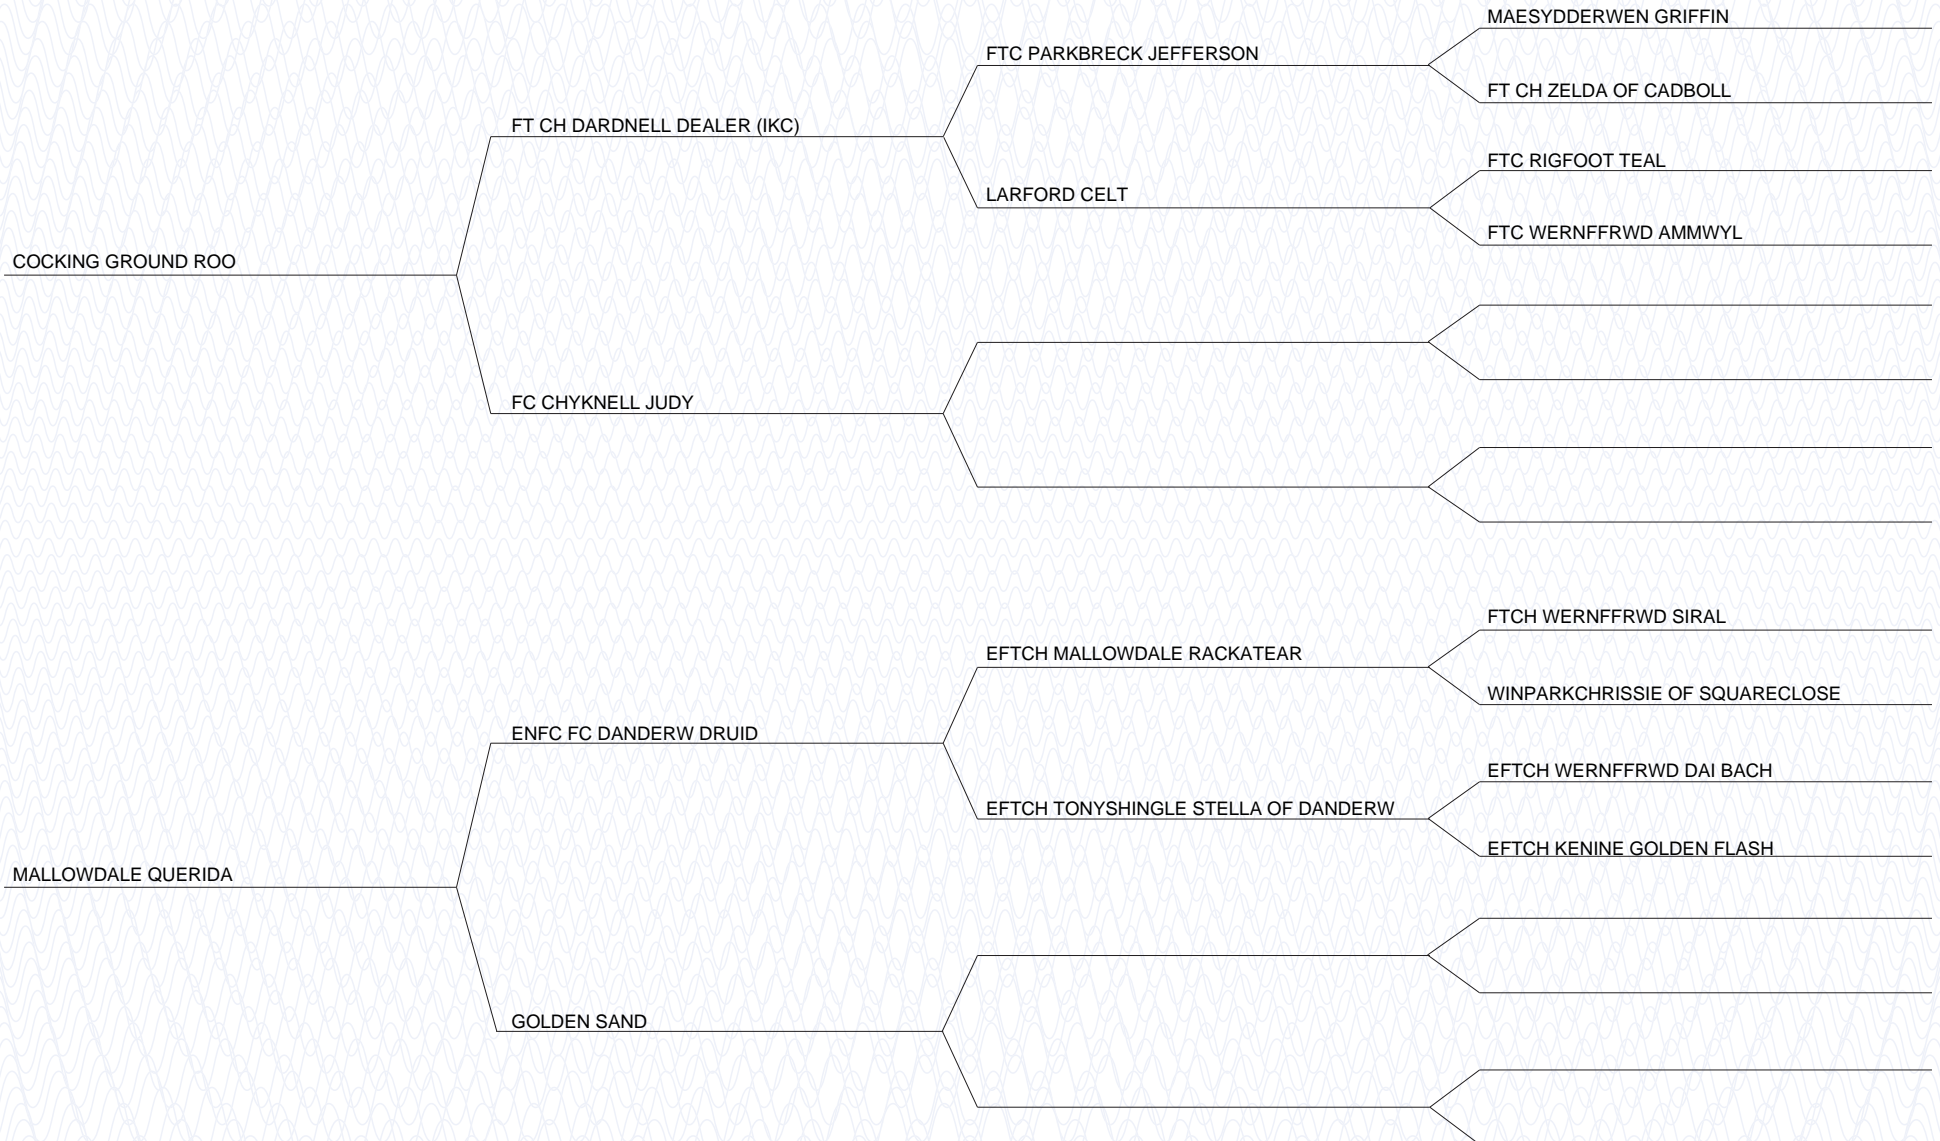 MAESYDDERWEN GRIFFIN
FTC PARKBRECK JEFFERSON
FT CH ZELDA OF CADBOLL
FT CH DARDNELL DEALER (IKC)
FTC RIGFOOT TEAL
LARFORD CELT
FTC WERNFFRWD AMMWYL
COCKING GROUND ROO
FC CHYKNELL JUDY
FTCH WERNFFRWD SIRAL
EFTCH MALLOWDALE RACKATEAR
WINPARKCHRISSIE OF SQUARECLOSE
ENFC FC DANDERW DRUID
EFTCH WERNFFRWD DAI BACH
EFTCH TONYSHINGLE STELLA OF DANDERW
EFTCH KENINE GOLDEN FLASH
MALLOWDALE QUERIDA
GOLDEN SAND